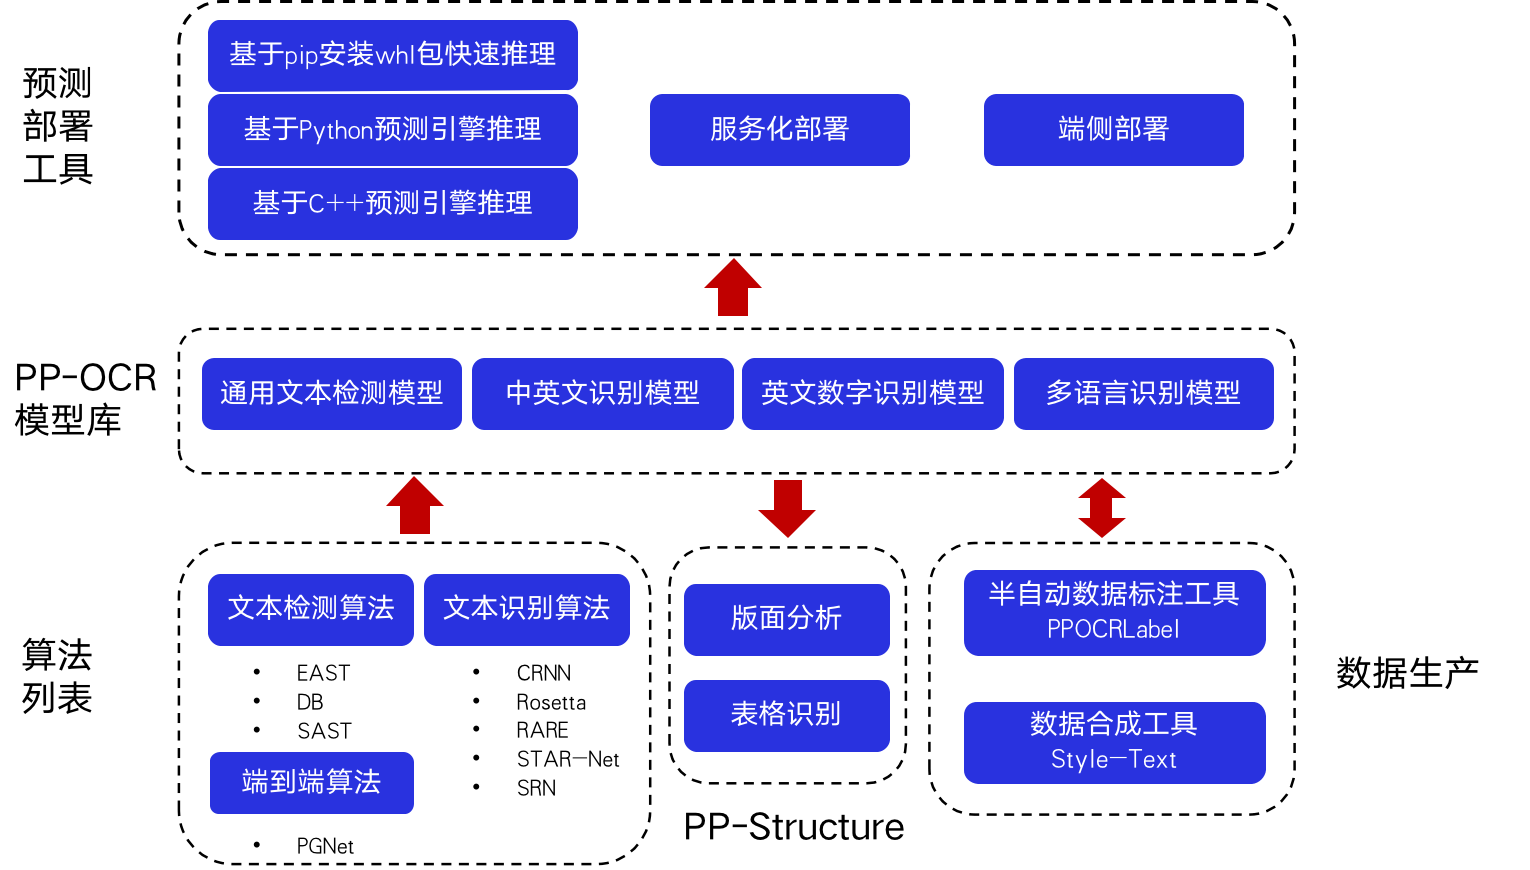 预测
部署
工具
基于pip安装whl包快速推理
基于Python预测引擎推理
基于C++预测引擎推理
服务化部署
端侧部署
PP-OCR
模型库
通用文本检测模型
中英文识别模型
英文数字识别模型
多语言识别模型
算法
列表
文本检测算法
• EAST
• DB
• SAST
端到端算法
• PGNet
文本识别算法
• CRNN
• Rosetta
• RARE
• STAR-Net
• SRN
版面分析
表格识别
PP-Structure
半自动数据标注工具
PPOCRLabel
数据合成工具
Style-Text
数据生产